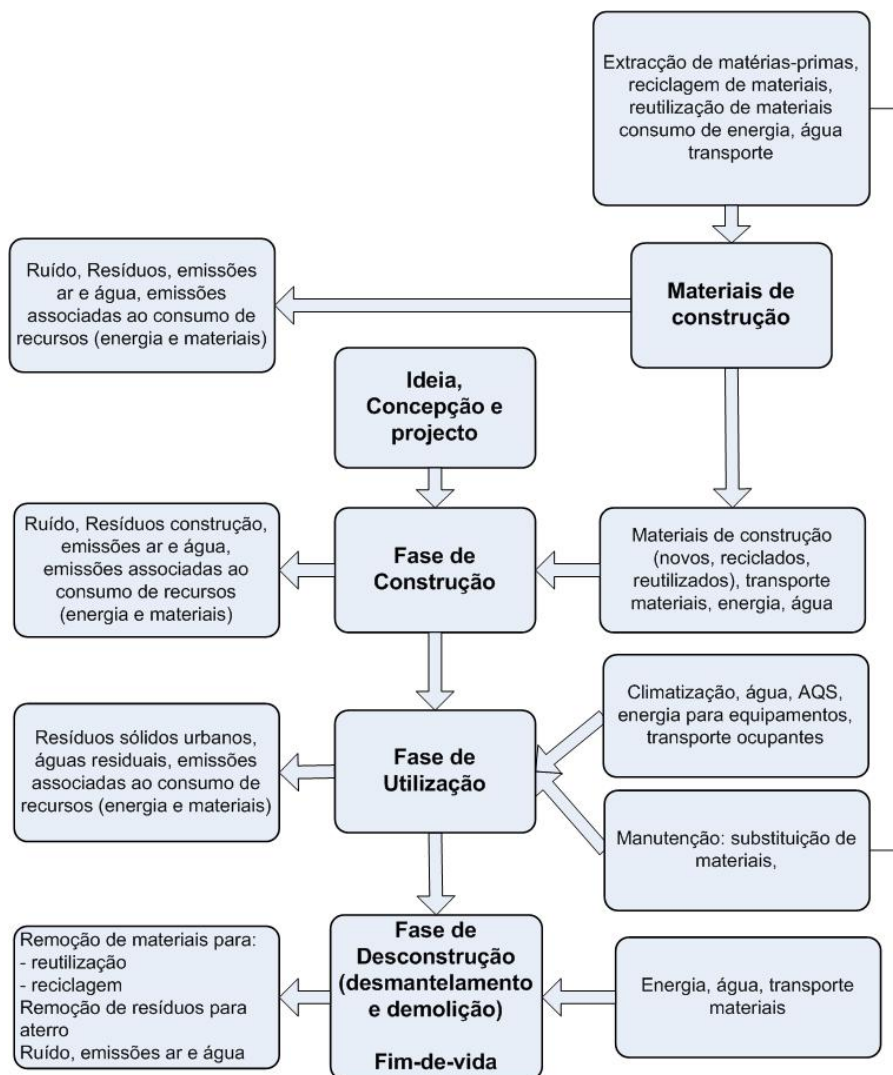 Extracção de matérias-primas,
reciclagem de materiais,
reutilização de materiais
consumo de energia, água
transporte
Ruído, Resíduos, emissões
ar e água, emissões
associadas ao consumo de
recursos (energia e materiais)
Materiais de
construção
Ideia,
Concepção e
projecto
Ruído, Resíduos construção,
emissões ar e água,
emissões associadas ao
consumo de recursos
(energia e materiais)
Fase de
Construção
Materiais de construção
(novos, reciclados,
reutilizados), transporte
materiais, energia, água
Resíduos sólidos urbanos,
águas residuais, emissões
associadas ao consumo de
recursos (energia e materiais)
Fase de
Utilização
Climatização, água, AQS,
energia para equipamentos,
transporte ocupantes
Manutenção: substituição de
materiais,
Remoção de materiais para:
- reutilização
- reciclagem
Remoção de resíduos para
aterro
Ruído, emissões ar e água
Fase de
Desconstrução
(desmantelamento
e demolição)
Fim-de-vida
Energia, água, transporte
materiais